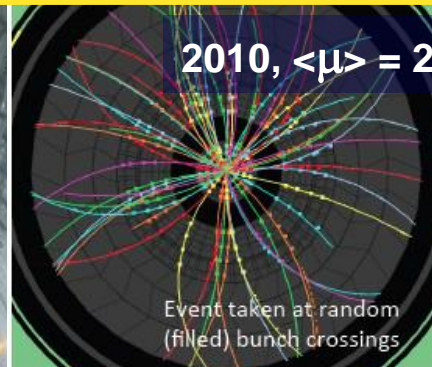 2010, <μ> = 2
Event taken at random
(filled) bunch crossings